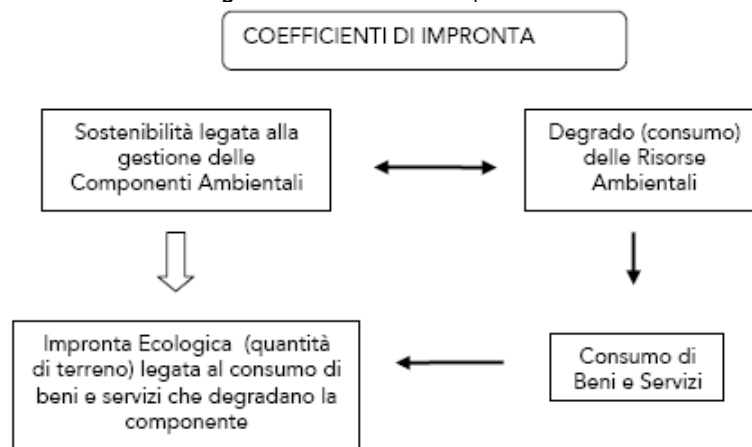 COEFFICIENTI DI IMPRONTA
Sostenibilità legata alla
gestione delle
Componenti Ambientali
Degrado (consumo)
delle Risorse
Ambientali
Impronta Ecologica (quantità
di terreno) legata al consumo di
beni e servizi che degradano la
componente
Consumo di
Beni e Servizi